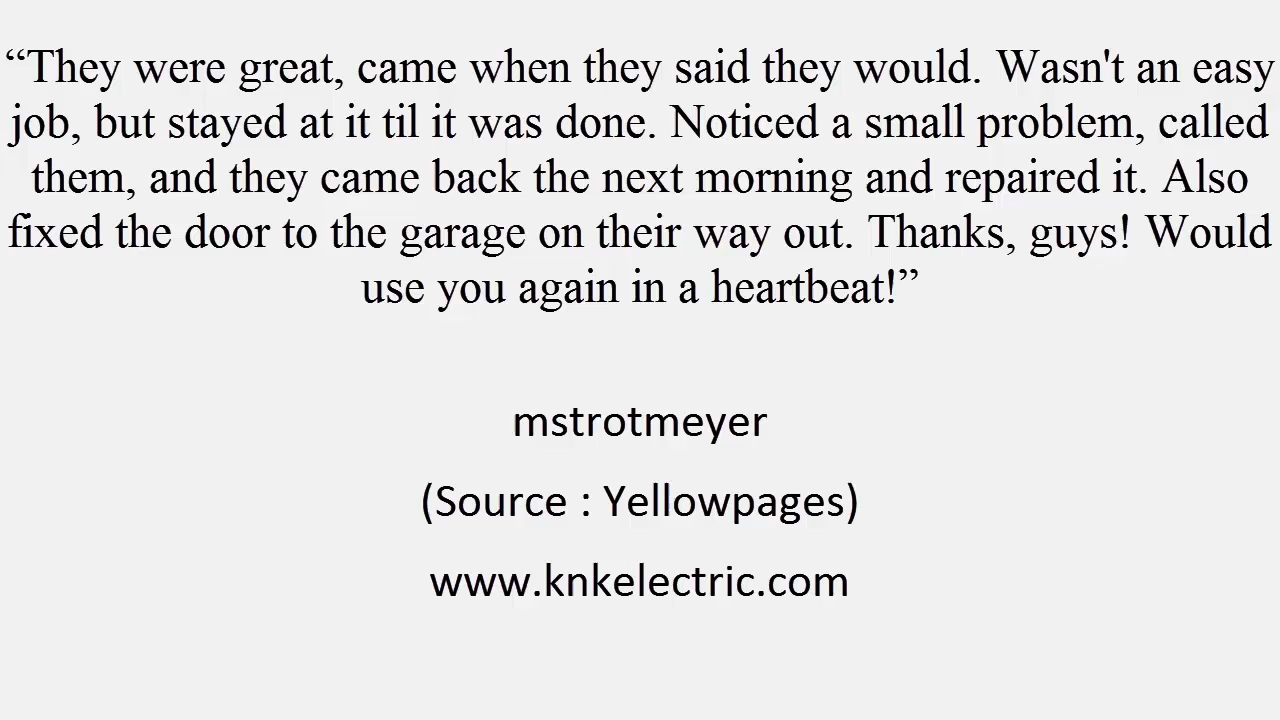 “They were great, came when they said they would. Wasn't an easy
job, but stayed at it til it was done. Noticed a small problem, called
them, and they came back the next morning and repaired it. Also
fixed the door to the garage on their way out. Thanks, guys! Would
use you again in a heartbeat!”
mstrotmeyer
(Source : Yellowpages)
www.knkelectric.com